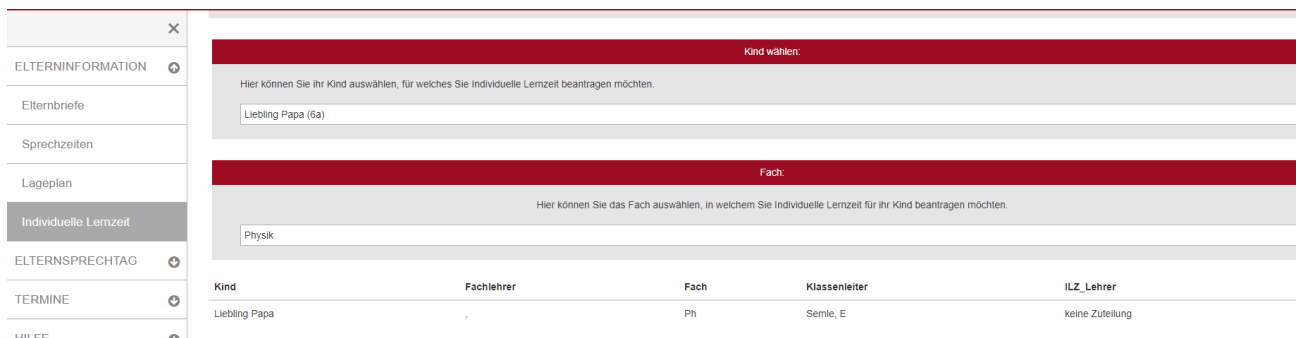 ELTERNINFORMATION
Elternbriefe
Sprechzeiten
Lageplan
Individuelle Lernzeit
ELTERNSPRECHTAG
TERMINE
HILFE
Kind wählen:
Hier können Sie ihr Kind auswählen, für welches Sie Individuelle Lernzeit beantragen möchten.
Liebling Papa (6a)
Fach:
Hier können Sie das Fach auswählen, in welchem Sie Individuelle Lernzeit für ihr Kind beantragen möchten.
Physik
Kind Fachlehrer Fach Klassenleiter ILZ_Lehrer
Liebling Papa , Ph Semle, E keine Zuteilung